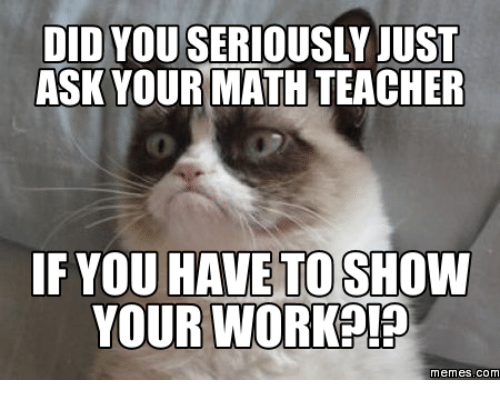 DID YOU SERIOUSLY JUST
ASK YOUR MATH TEACHER
IF YOU HAVE TO SHOW
YOUR WORK?!?
memes.com